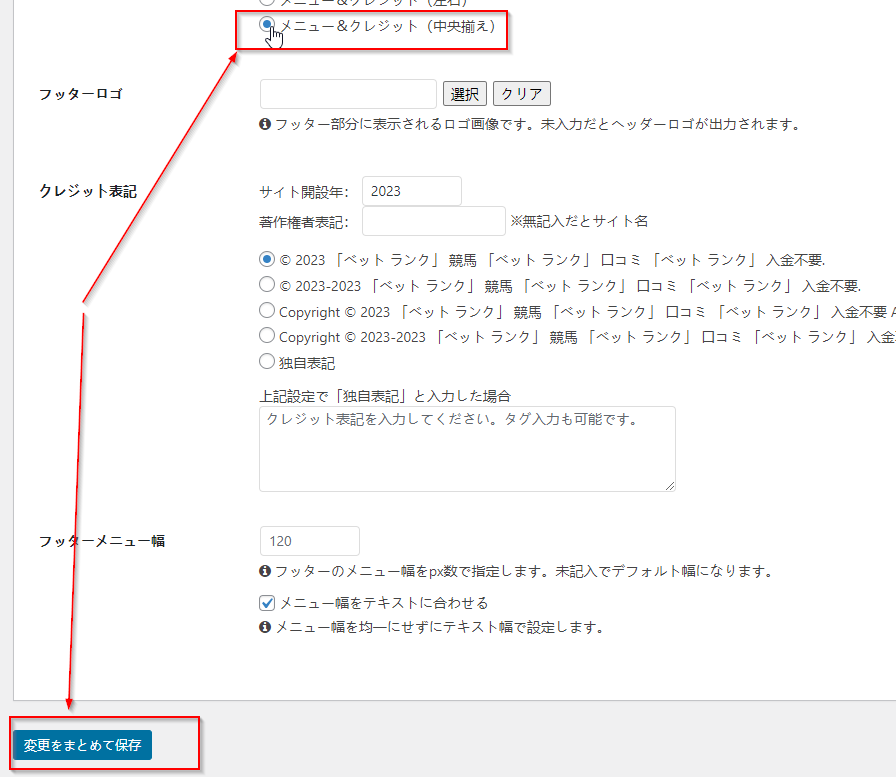 メニュー＆クレジット（左右）
メニュー＆クレジット（中央揃え）
フッターロゴ
選択 クリア
フッター部分に表示されるロゴ画像です。未入力だとヘッダーロゴが出力されます。
クレジット表記
サイト開設年： 2023
著作権者表記： ※無記入だとサイト名
© 2023 「ベット ランク」 競馬 「ベット ランク」 口コミ 「ベット ランク」 入金不要.
© 2023-2023 「ベット ランク」 競馬 「ベット ランク」 口コミ 「ベット ランク」 入金不要.
Copyright © 2023 「ベット ランク」 競馬 「ベット ランク」 口コミ 「ベット ランク」 入金不要 A
Copyright © 2023-2023 「ベット ランク」 競馬 「ベット ランク」 口コミ 「ベット ランク」 入金
独自表記
上記設定で「独自表記」と入力した場合
クレジット表記を入力してください。タグ入力も可能です。
フッターメニュー幅
120
フッターのメニュー幅をpx数で指定します。未記入でデフォルト幅になります。
メニュー幅をテキストに合わせる
メニュー幅を均一にせずにテキスト幅で設定します。
変更をまとめて保存